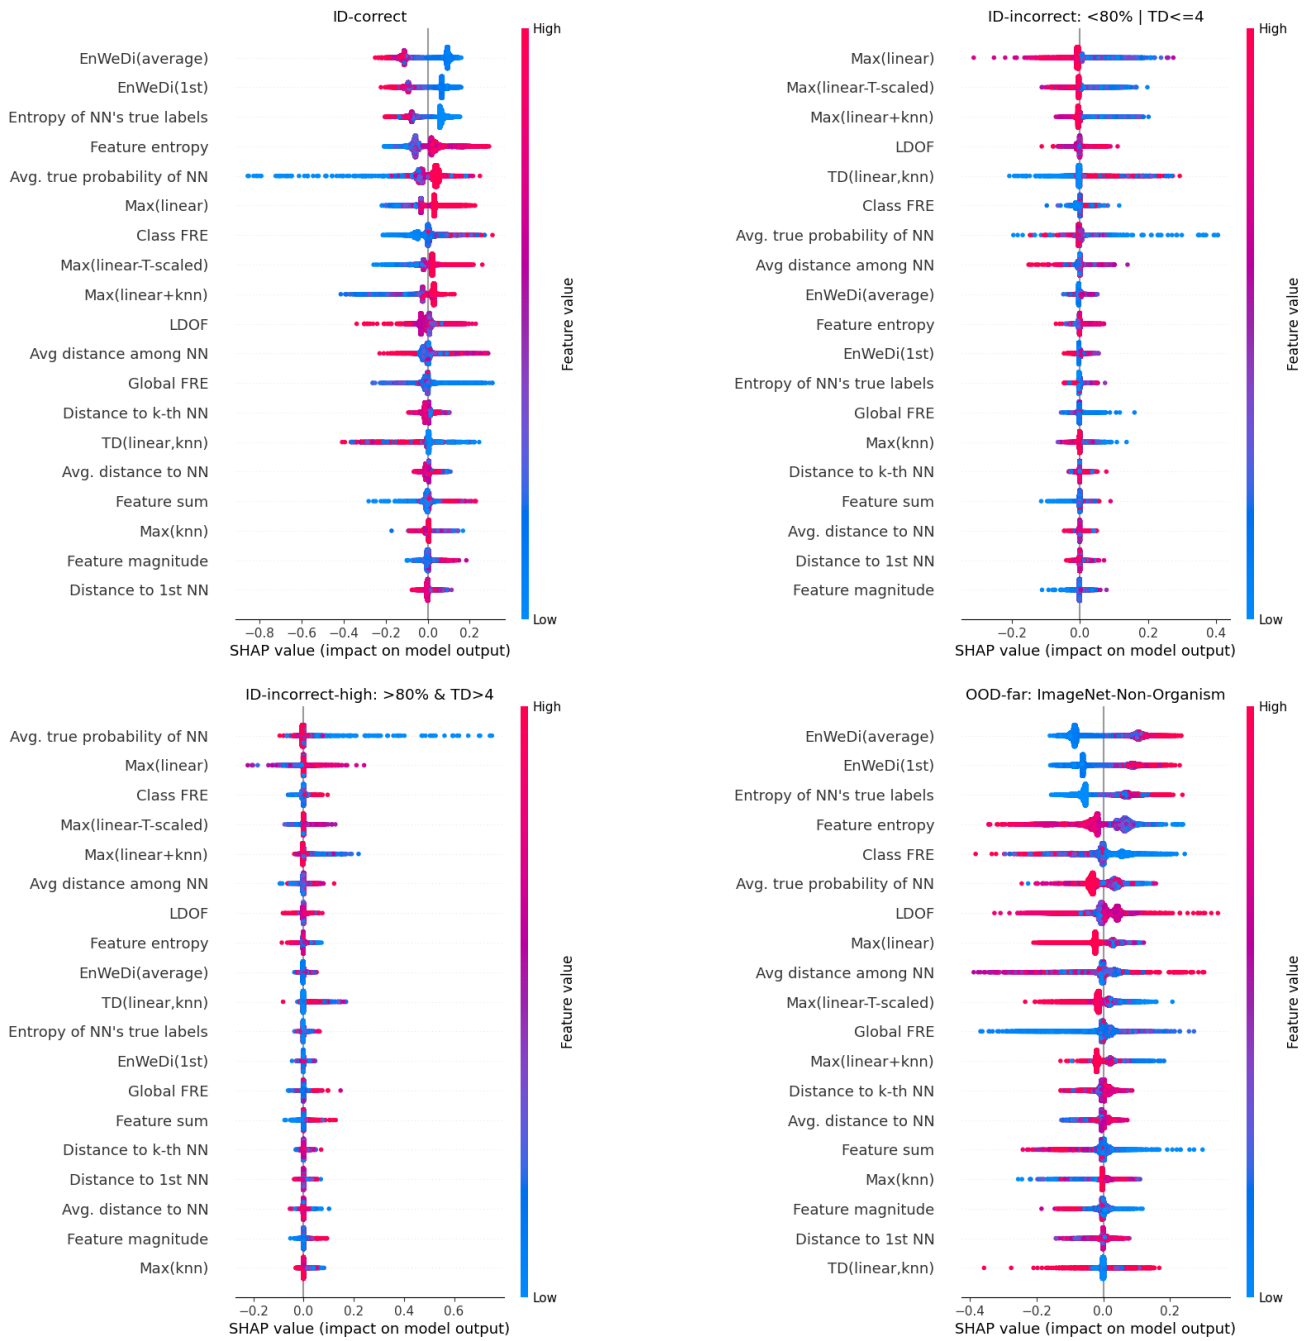 ID-correct
High
EnWeDi(average)
EnWeDi(1st)
Entropy of NN's true labels
Feature entropy
Avg. true probability of NN
Max(linear)
Class FRE
Max(linear-T-scaled)
Max(linear+knn)
LDOF
Avg distance among NN
Global FRE
Distance to k-th NN
TD(linear,knn)
Avg. distance to NN
Feature sum
Max(knn)
Feature magnitude
Distance to 1st NN
Low
Feature value
−0.8 −0.6 −0.4 −0.2 0.0 0.2
SHAP value (impact on model output)
ID-incorrect: <80% | TD<=4
High
Max(linear)
Max(linear-T-scaled)
Max(linear+knn)
LDOF
TD(linear,knn)
Class FRE
Avg. true probability of NN
Avg distance among NN
EnWeDi(average)
Feature entropy
EnWeDi(1st)
Entropy of NN's true labels
Global FRE
Max(knn)
Distance to k-th NN
Feature sum
Avg. distance to NN
Distance to 1st NN
Feature magnitude
Low
Feature value
−0.2 0.0 0.2 0.4
SHAP value (impact on model output)
ID-incorrect-high: >80% & TD>4
High
Avg. true probability of NN
Max(linear)
Class FRE
Max(linear-T-scaled)
Max(linear+knn)
Avg distance among NN
LDOF
Feature entropy
EnWeDi(average)
TD(linear,knn)
Entropy of NN's true labels
EnWeDi(1st)
Global FRE
Feature sum
Distance to k-th NN
Distance to 1st NN
Avg. distance to NN
Feature magnitude
Max(knn)
Low
Feature value
−0.2 0.0 0.2 0.4 0.6
SHAP value (impact on model output)
OOD-far: ImageNet-Non-Organism
High
EnWeDi(average)
EnWeDi(1st)
Entropy of NN's true labels
Feature entropy
Class FRE
Avg. true probability of NN
LDOF
Max(linear)
Avg distance among NN
Max(linear-T-scaled)
Global FRE
Max(linear+knn)
Distance to k-th NN
Avg. distance to NN
Feature sum
Max(knn)
Feature magnitude
Distance to 1st NN
TD(linear,knn)
Low
Feature value
−0.4 −0.2 0.0 0.2
SHAP value (impact on model output)